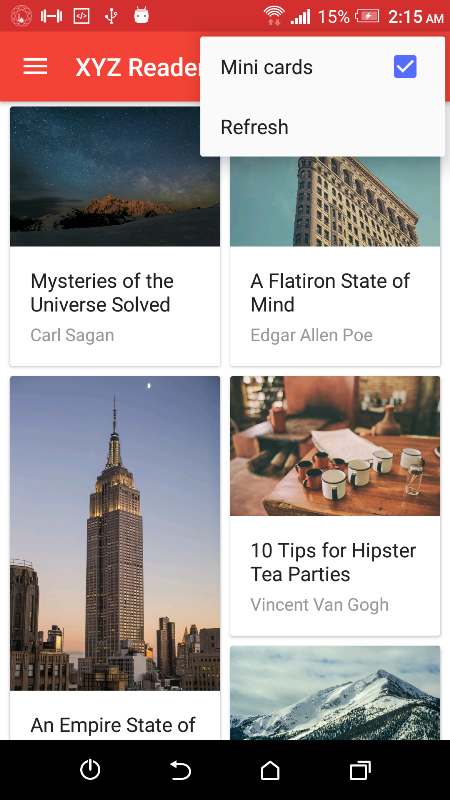 15% 2:15 AM
XYZ Reader
Mini cards
Refresh
Mysteries of the
Universe Solved
Carl Sagan
A Flatiron State of
Mind
Edgar Allen Poe
10 Tips for Hipster
Tea Parties
Vincent Van Gogh
An Empire State of